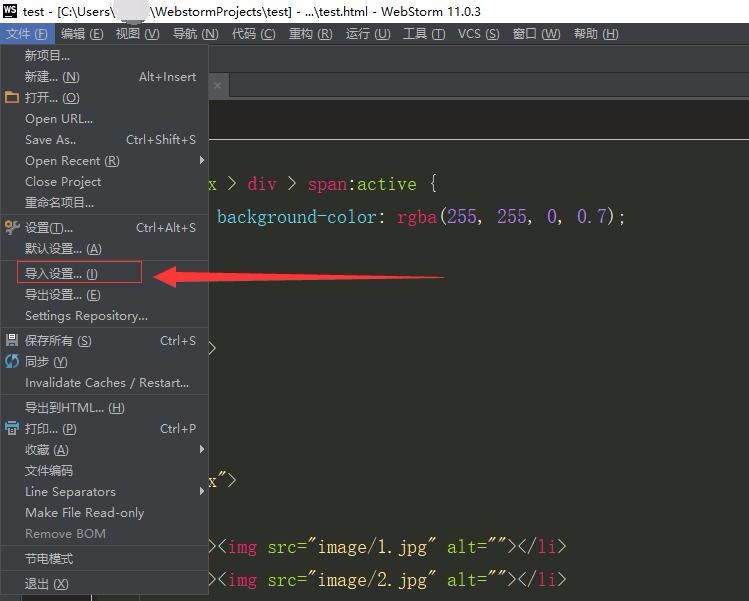 WS test - [C:\Users\ \WebstormProjects\test] - ...\test.html - WebStorm 11.0.3
文件 (F) 编辑 (E) 视图 (V) 导航 (N) 代码 (C) 重构 (R) 运行 (U) 工具 (T) VCS (S) 窗口 (W) 帮助 (H)
新项目...
新建... (N) Alt+Insert
打开... (O)
Open URL...
Save As.. Ctrl+Shift+S
Open Recent (R)
Close Project
重命名项目...
设置(T)... Ctrl+Alt+S
默认设置... (A)
导入设置... (I)
导出设置... (E)
Settings Repository...
保存所有 (S) Ctrl+S
同步 (Y)
Invalidate Caches / Restart...
导出到HTML... (H)
打印... (P) Ctrl+P
收藏 (A)
文件编码
Line Separators
Make File Read-only
Remove BOM
节电模式
退出 (X)
x > div > span:active {
background-color: rgba(255, 255, 0, 0.7);
>
x">
><img src="image/1.jpg" alt=""></li>
><img src="image/2.jpg" alt=""></li>